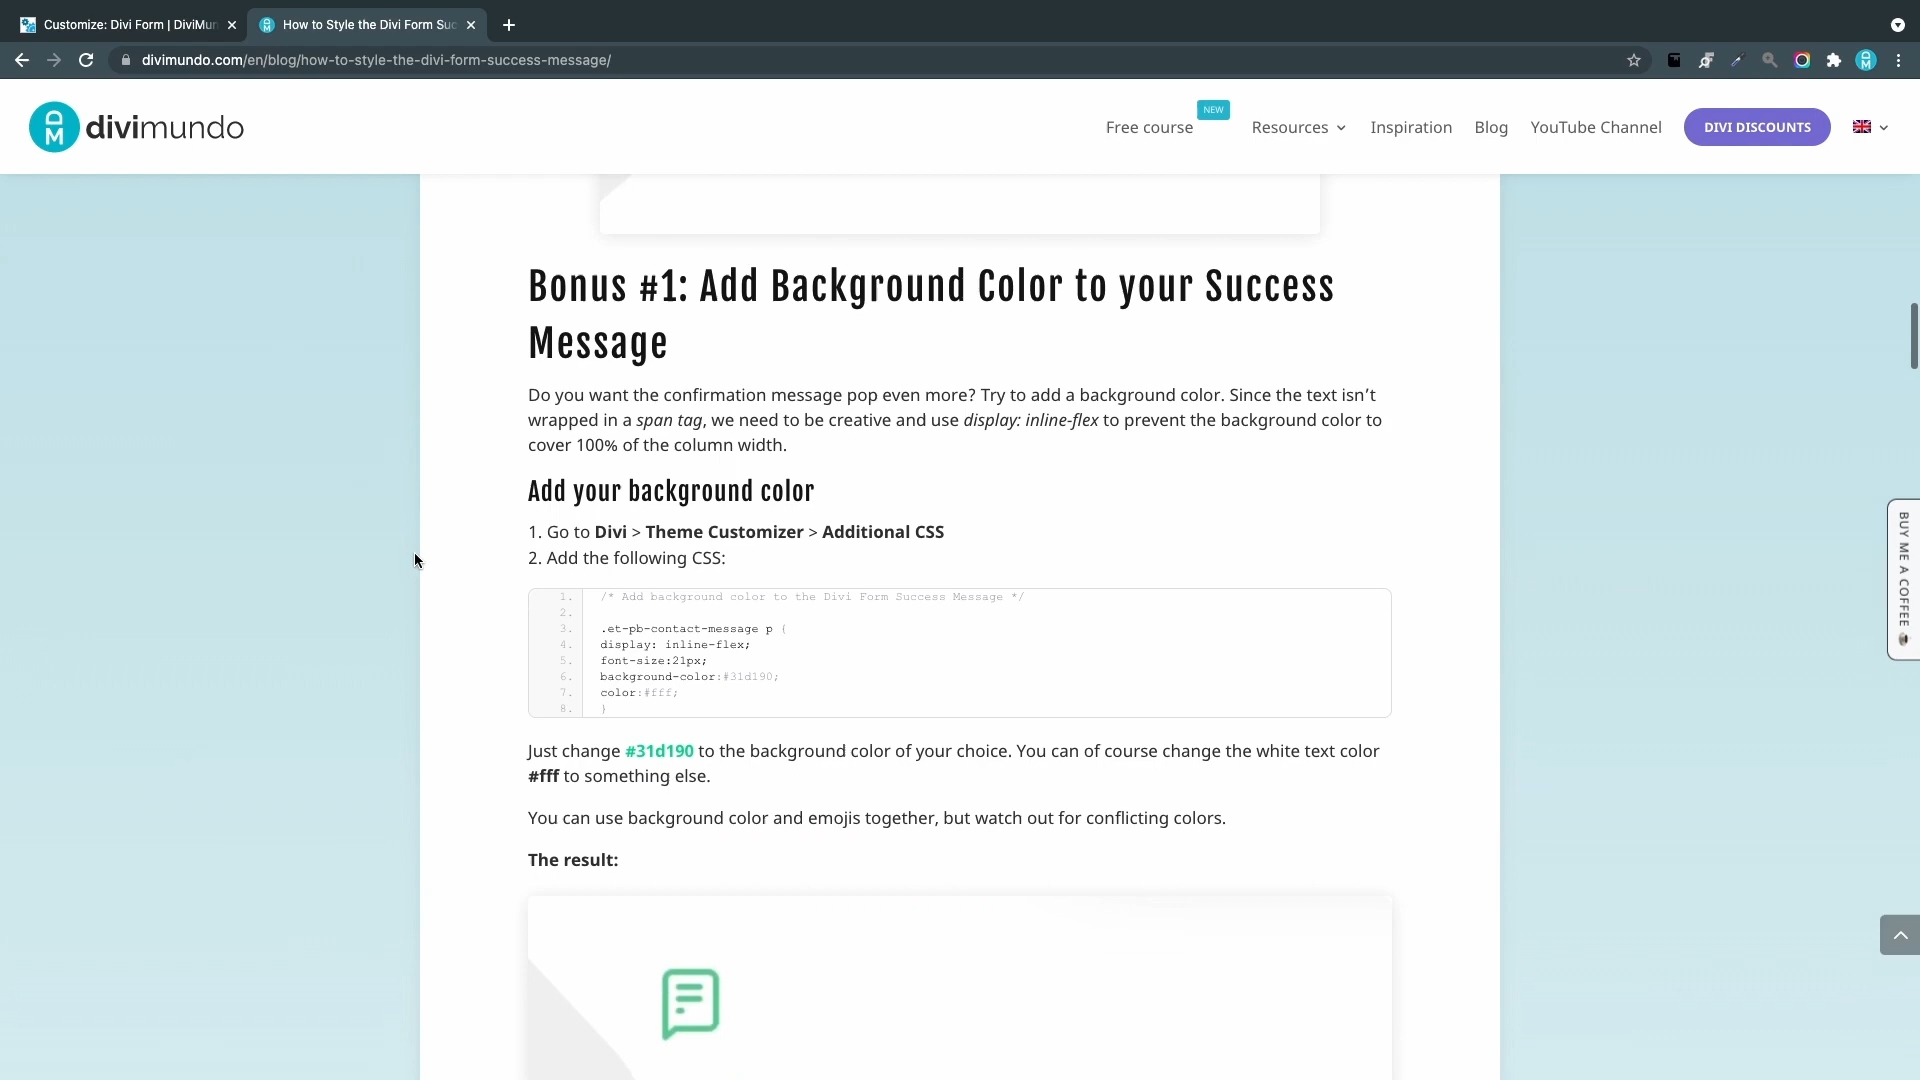 Customize: Divi Form | DiviMun
How to Style the Divi Form Suc
divimundo.com/en/blog/how-to-style-the-divi-form-success-message/
DM
divimundo
Free course
NEW
Resources
Inspiration
Blog
YouTube Channel
DIVI DISCOUNTS
Bonus #1: Add Background Color to your Success
Message
Do you want the confirmation message pop even more? Try to add a background color. Since the text isn’t
wrapped in a span tag, we need to be creative and use display: inline-flex to prevent the background color to
cover 100% of the column width.
Add your background color
1. Go to Divi > Theme Customizer > Additional CSS
2. Add the following CSS:
1. /* Add background color to the Divi Form Success Message */
2.
3. .et-pb-contact-message p {
4. display: inline-flex;
5. font-size:21px;
6. background-color:#31d190;
7. color:#fff;
8. }
Just change #31d190 to the background color of your choice. You can of course change the white text color
#fff to something else.
You can use background color and emojis together, but watch out for conflicting colors.
The result:
BUY ME A COFFEE